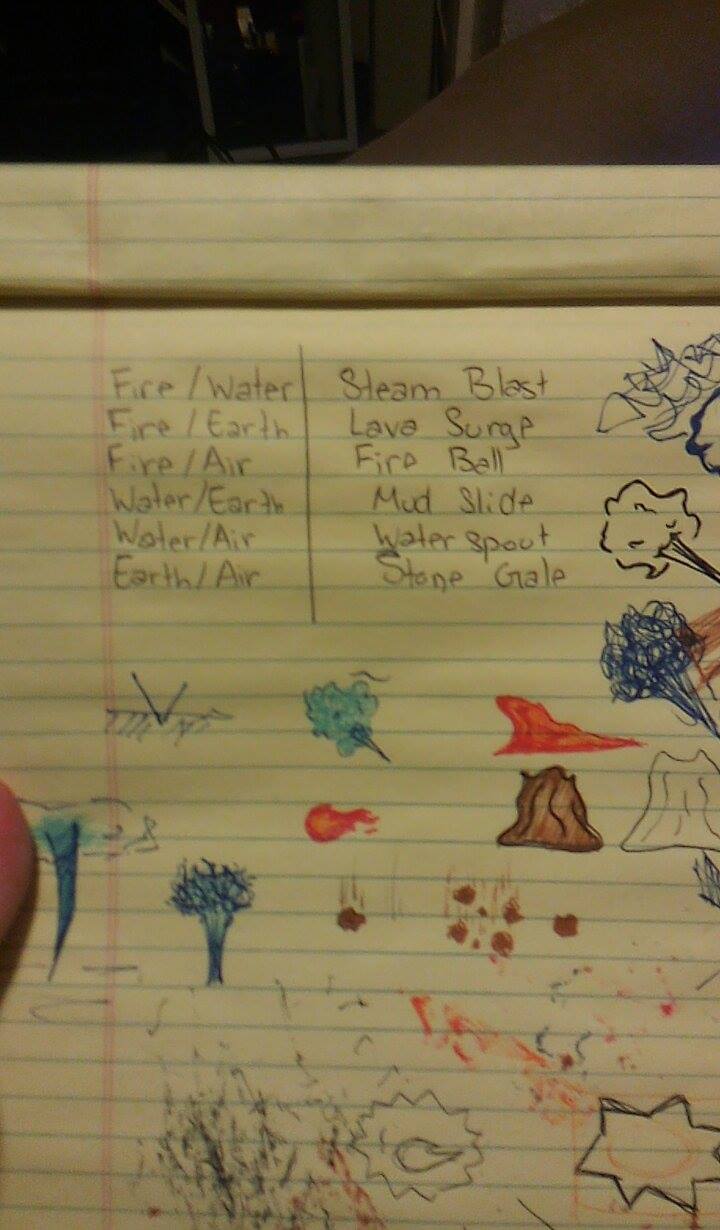 Fire/Water Steam Blast
Fire/Earth Lava Surge
Fire/Air Fire Ball
Water/Earth Mud Slide
Water/Air Water spout
Earth/Air Stone Gale